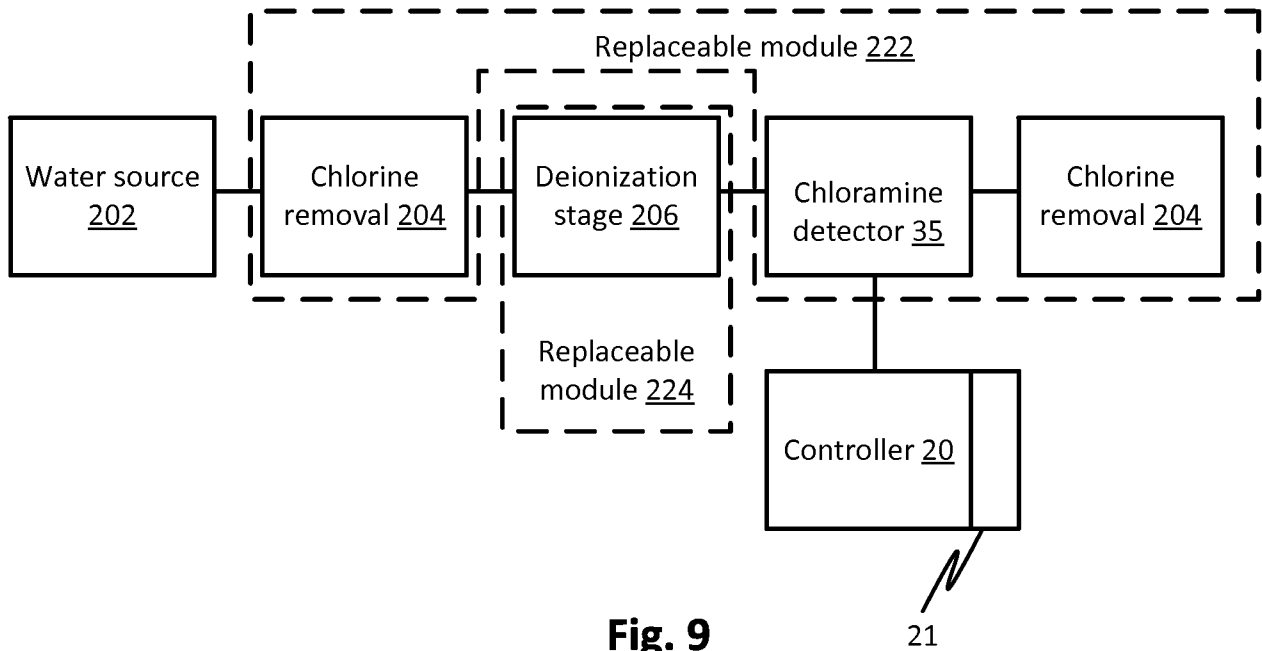 Replaceable module 222
Water source
202
Chlorine
removal 204
Deionization
stage 206
Chloramine
detector 35
Chlorine
removal 204
Replaceable
module 224
Controller 20
21
Fig. 9